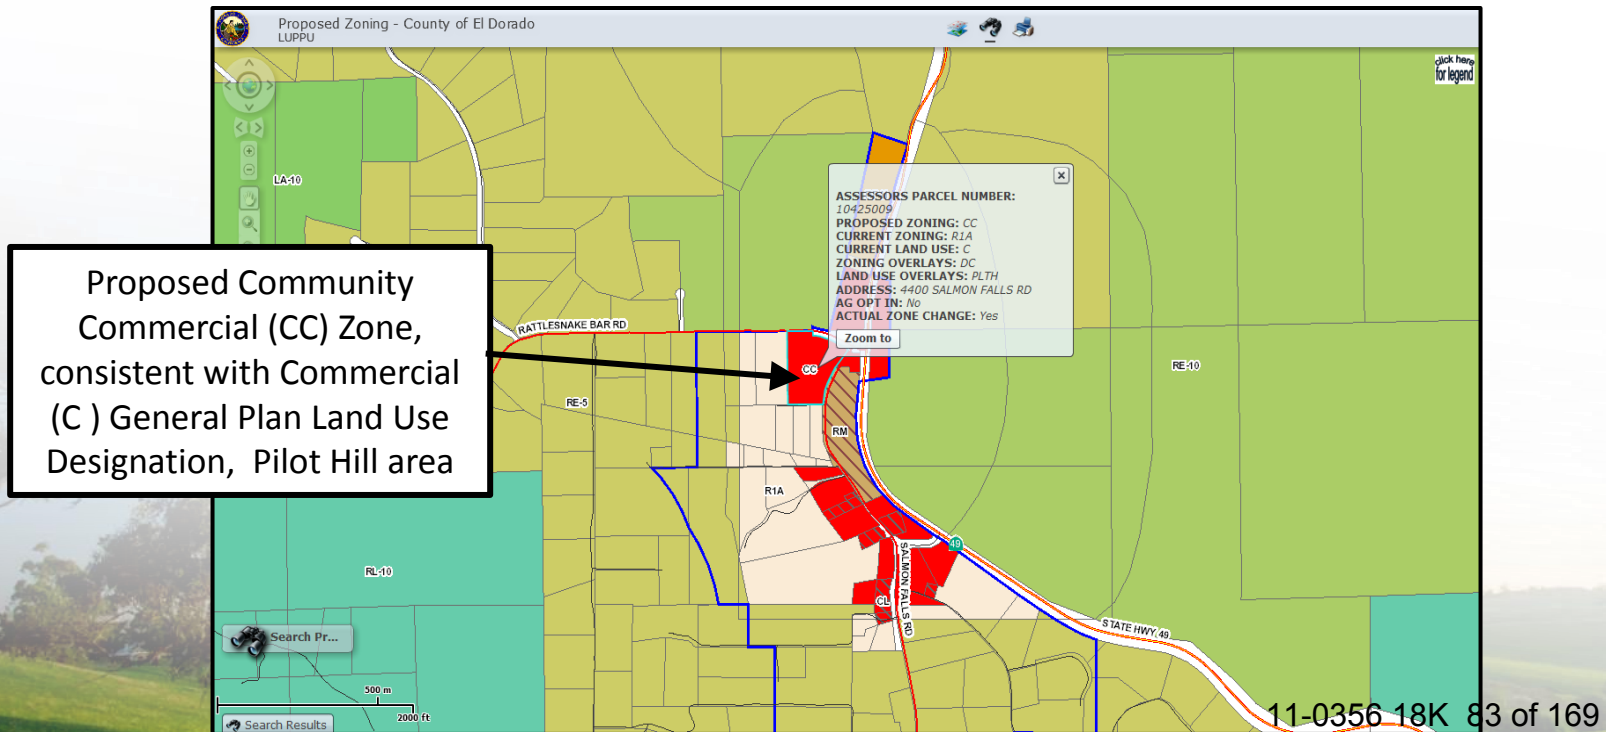 Proposed Zoning - County of El Dorado
LUPPU
click here
for legend
LA-10
ASSESSORS PARCEL NUMBER:
10425009
PROPOSED ZONING: CC
CURRENT ZONING: R1A
CURRENT LAND USE: C
ZONING OVERLAYS: DC
LAND USE OVERLAYS: PLTH
ADDRESS: 4400 SALMON FALLS RD
AG OPT IN: No
ACTUAL ZONE CHANGE: Yes
Zoom to
Proposed Community
Commercial (CC) Zone,
consistent with Commercial
(C ) General Plan Land Use
Designation, Pilot Hill area
RATTLESNAKE BAR RD
CC
RE-10
RE-5
RM
R1A
49
SALMON FALLS RD
RL-10
CL
STATE HWY 49
Search Pr...
500 m
2000 ft
Search Results
11-0356 18K 83 of 169